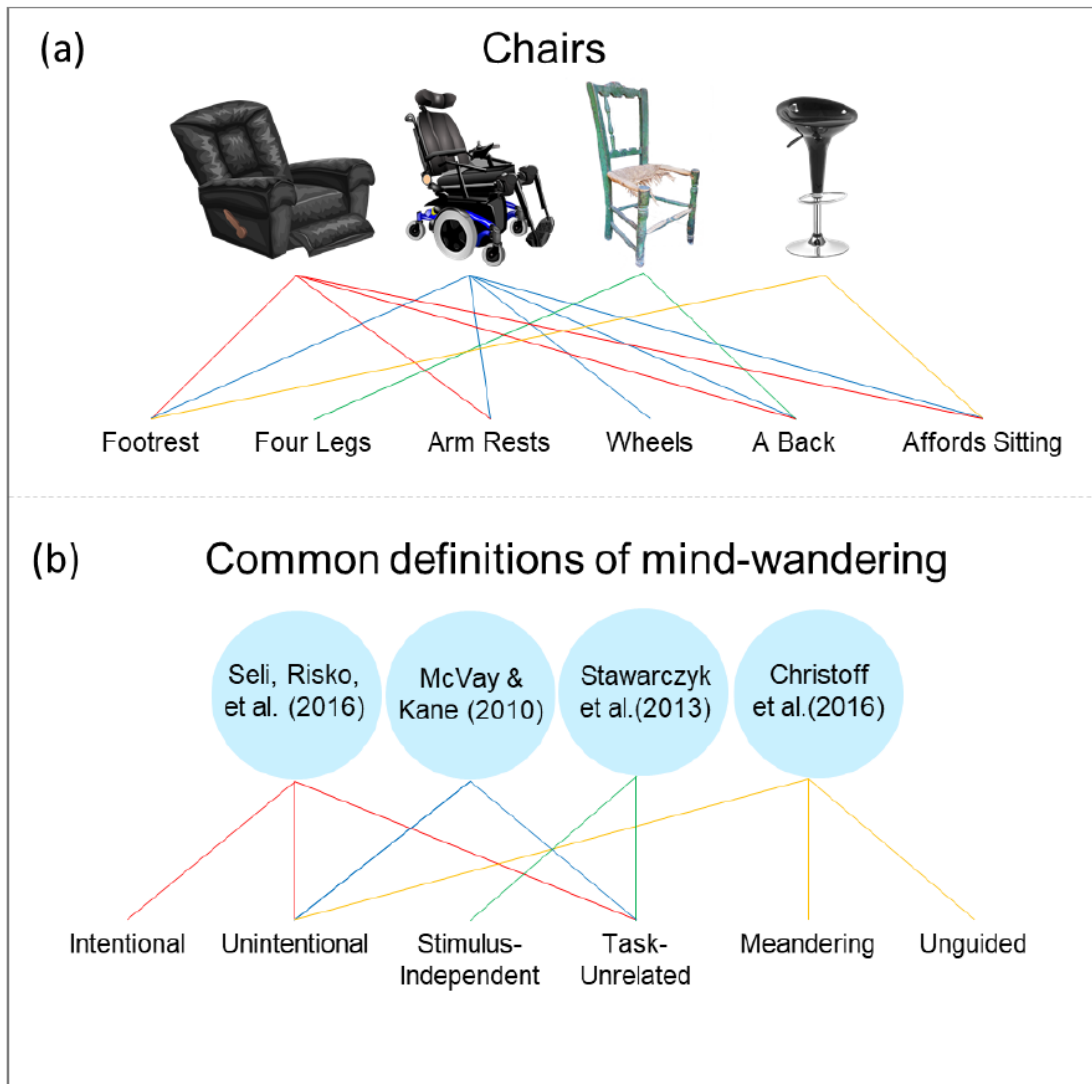 (a)
Chairs
Footrest
Four Legs
Arm Rests
Wheels
A Back
Affords Sitting
(b)
Common definitions of mind-wandering
Seli, Risko,
et al. (2016)
McVay &
Kane (2010)
Stawarczyk
et al.(2013)
Christoff
et al.(2016)
Intentional
Unintentional
Stimulus-
Independent
Task-
Unrelated
Meandering
Unguided